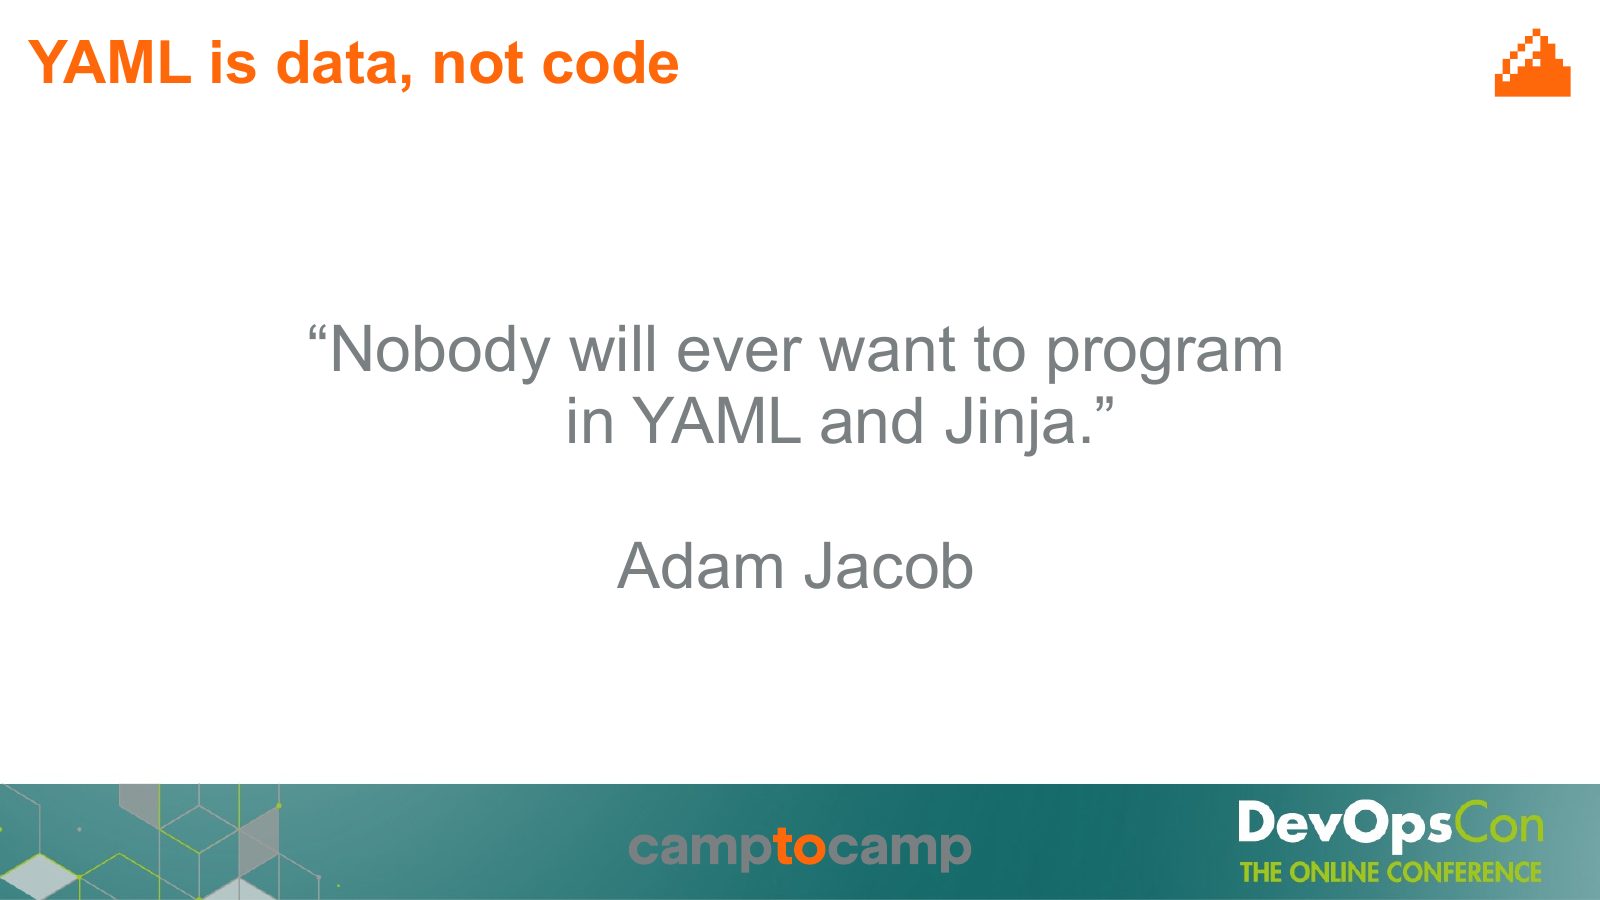 YAML is data, not code
“Nobody will ever want to program
in YAML and Jinja.”
Adam Jacob
camptocamp
DevOpsCon
THE ONLINE CONFERENCE